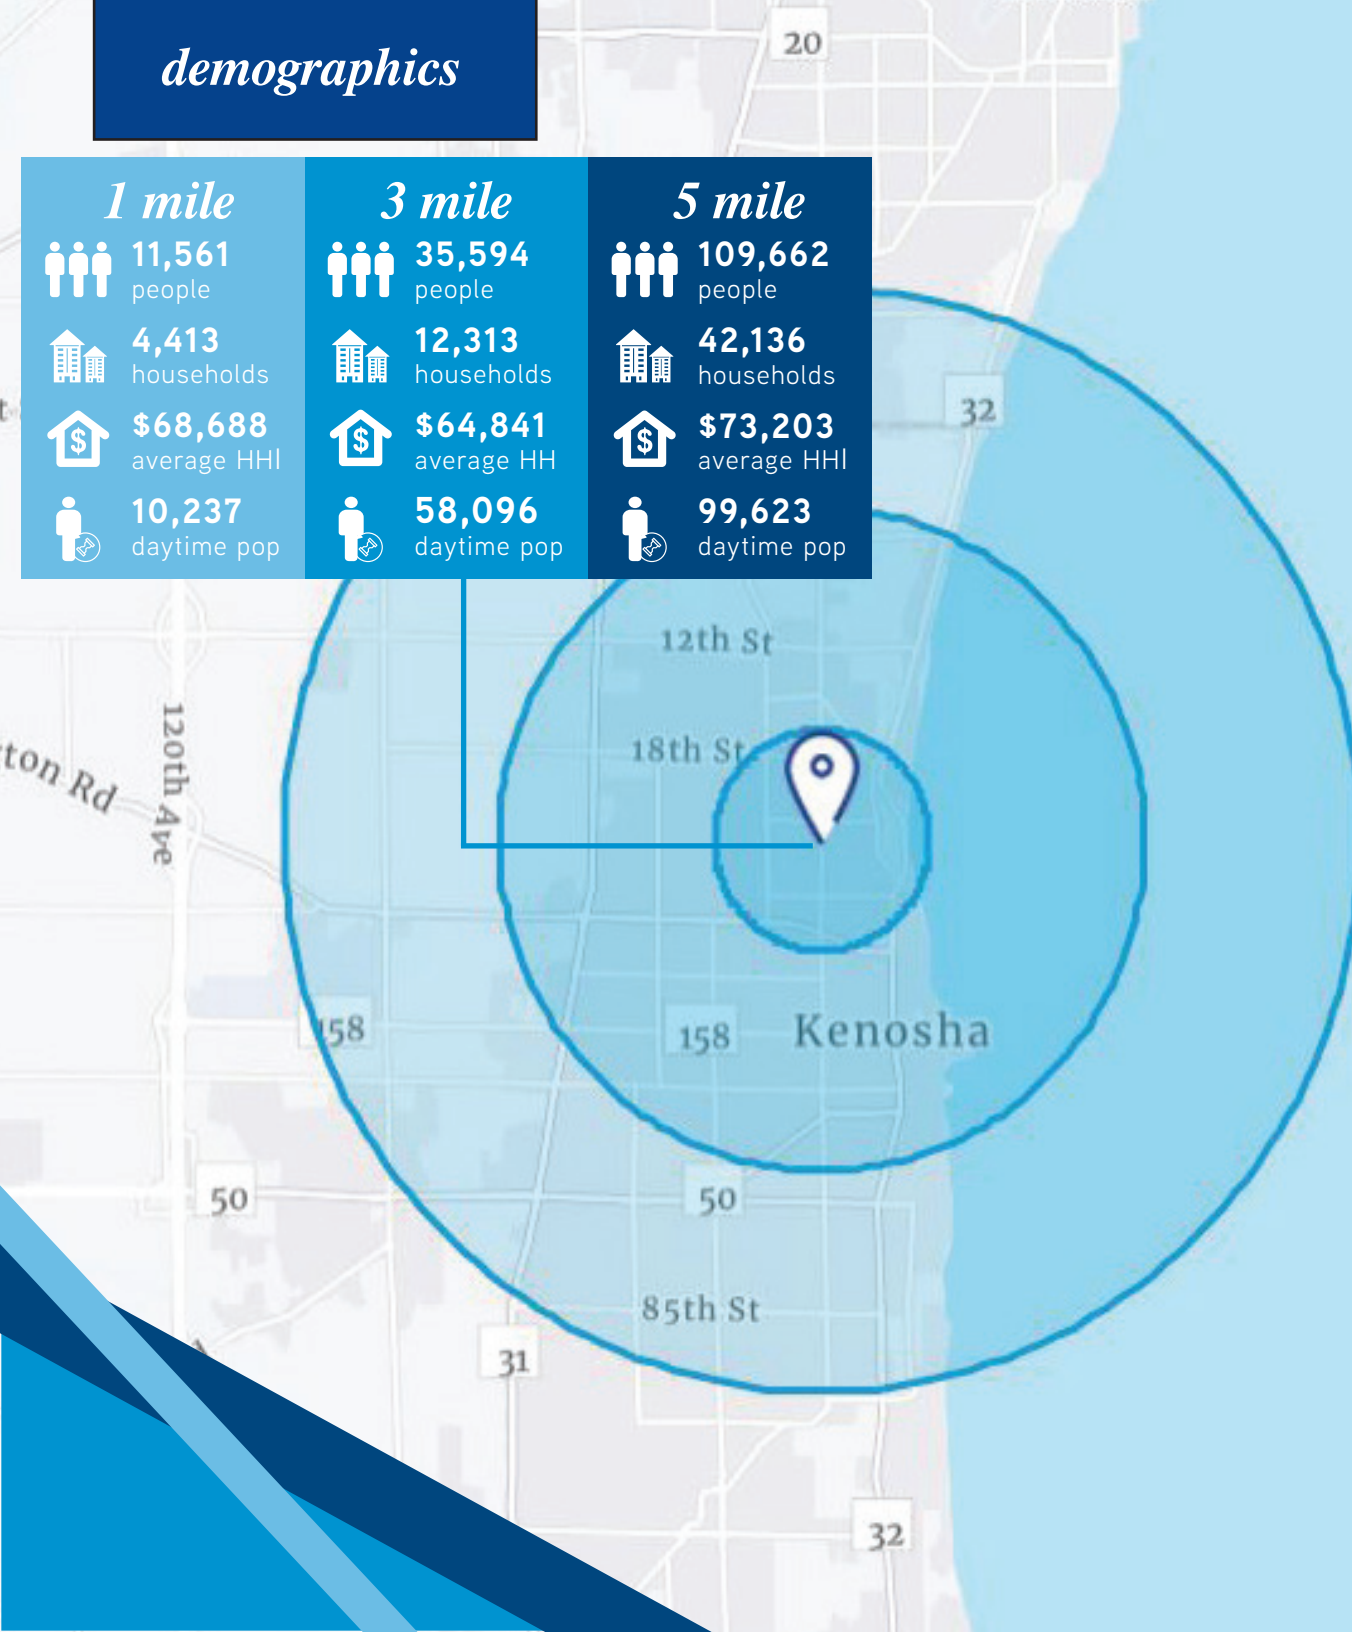 demographics
1 mile
11,561
people
4,413
households
$68,688
average HHI
10,237
daytime pop
3 mile
35,594
people
12,313
households
$64,841
average HH
58,096
daytime pop
5 mile
109,662
people
42,136
households
$73,203
average HHI
99,623
daytime pop
20
32
12th St
18th St
120th Ave
Rd
158
158
Kenosha
50
50
85th St
31
32